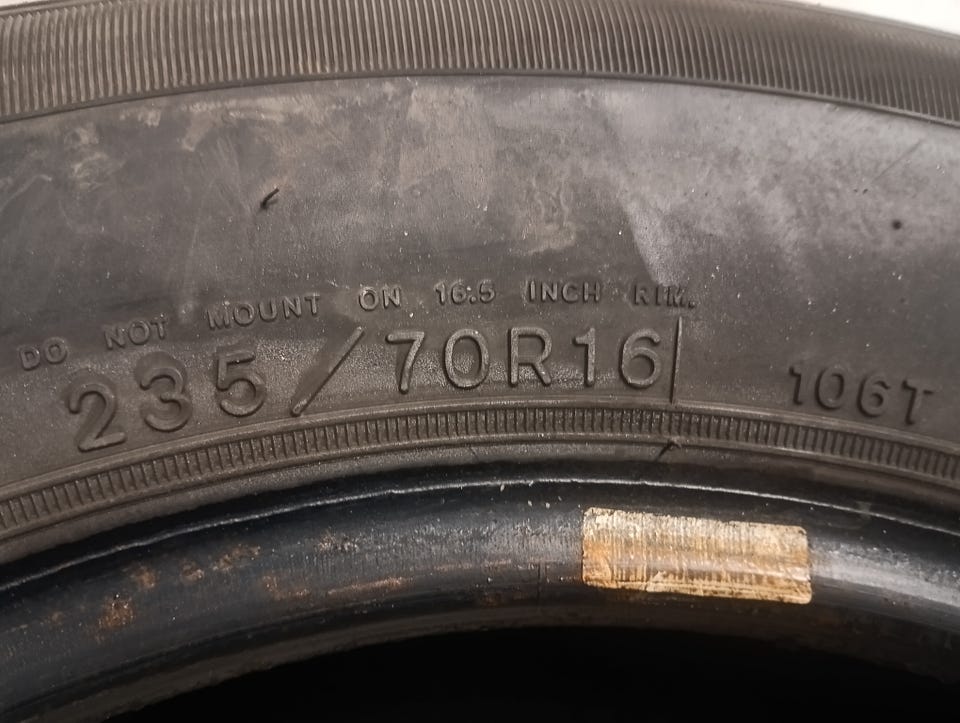 DO NOT MOUNT ON 16.5 INCH RIM.
235/70R16 106T